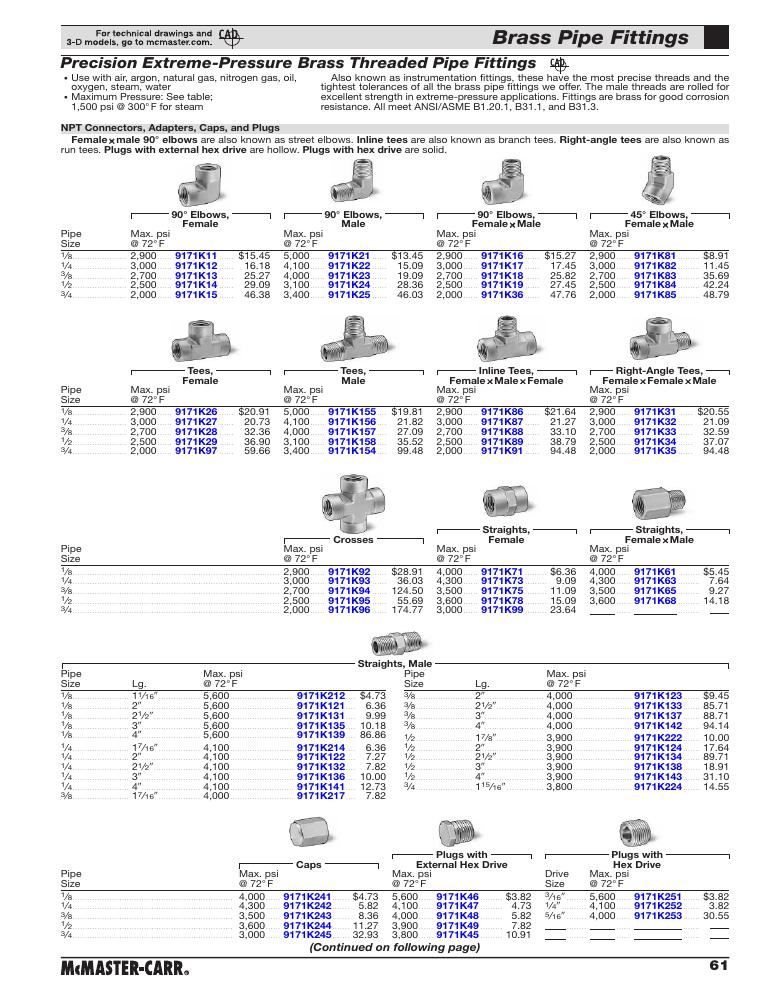 For technical drawings and
3-D models, go to mcmaster.com.
CAD
Brass Pipe Fittings
Precision Extreme-Pressure Brass Threaded Pipe Fittings CAD
• Use with air, argon, natural gas, nitrogen gas, oil,
oxygen, steam, water
• Maximum Pressure: See table;
1,500 psi @ 300°F for steam
Also known as instrumentation fittings, these have the most precise threads and the
tightest tolerances of all the brass pipe fittings we offer. The male threads are rolled for
excellent strength in extreme-pressure applications. Fittings are brass for good corrosion
resistance. All meet ANSI/ASME B1.20.1, B31.1, and B31.3.
NPT Connectors, Adapters, Caps, and Plugs
Female x male 90° elbows are also known as street elbows. Inline tees are also known as branch tees. Right-angle tees are also known as
run tees. Plugs with external hex drive are hollow. Plugs with hex drive are solid.
90° Elbows, 90° Elbows, 90° Elbows, 45° Elbows,
Female Male Female x Male Female x Male
Pipe Max. psi Max. psi Max. psi Max. psi
Size @ 72°F @ 72°F @ 72°F @ 72°F
1/8 2,900 9171K11 $15.45 5,000 9171K21 $13.45 2,900 9171K16 $15.27 2,900 9171K81 $8.91
1/4 3,000 9171K12 16.18 4,100 9171K22 15.09 3,000 9171K17 17.45 3,000 9171K82 11.45
3/8 2,700 9171K13 25.27 4,000 9171K23 19.09 2,700 9171K18 25.82 2,700 9171K83 35.69
1/2 2,500 9171K14 29.09 3,100 9171K24 28.36 2,500 9171K19 27.45 2,500 9171K84 42.24
3/4 2,000 9171K15 46.38 3,400 9171K25 46.03 2,000 9171K36 47.76 2,000 9171K85 48.79
Tees, Tees, Inline Tees, Right-Angle Tees,
Female Male Female x Male x Female Female x Female x Male
Pipe Max. psi Max. psi Max. psi Max. psi
Size @ 72°F @ 72°F @ 72°F @ 72°F
1/8 2,900 9171K26 $20.91 5,000 9171K155 $19.81 2,900 9171K86 $21.64 2,900 9171K31 $20.55
1/4 3,000 9171K27 20.73 4,100 9171K156 21.82 3,000 9171K87 21.27 3,000 9171K32 21.09
3/8 2,700 9171K28 32.36 4,000 9171K157 27.09 2,700 9171K88 33.10 2,700 9171K33 32.59
1/2 2,500 9171K29 36.90 3,100 9171K158 35.52 2,500 9171K89 38.79 2,500 9171K34 37.07
3/4 2,000 9171K97 59.66 3,400 9171K154 99.48 2,000 9171K91 94.48 2,000 9171K35 94.48
Straights, Straights,
Crosses Female Female x Male
Pipe Max. psi Max. psi Max. psi
Size @ 72°F @ 72°F @ 72°F
1/8 2,900 9171K92 $28.91 4,000 9171K71 $6.36 4,000 9171K61 $5.45
1/4 3,000 9171K93 36.03 4,300 9171K73 9.09 4,300 9171K63 7.64
3/8 2,700 9171K94 124.50 3,500 9171K75 11.09 3,500 9171K65 9.27
1/2 2,500 9171K95 55.69 3,600 9171K78 15.09 3,600 9171K68 14.18
3/4 2,000 9171K96 174.77 3,000 9171K99 23.64
Straights, Male
Pipe Max. psi Pipe Max. psi
Size Lg. @ 72°F Size Lg. @ 72°F
1/8 1 1/16" 5,600 9171K212 $4.73 3/8 2" 4,000 9171K123 $9.45
1/8 2" 5,600 9171K121 6.36 3/8 2 1/2" 4,000 9171K133 85.71
1/8 2 1/2" 5,600 9171K131 9.99 3/8 3" 4,000 9171K137 88.71
1/8 3" 5,600 9171K135 10.18 3/8 4" 4,000 9171K142 94.14
1/8 4" 5,600 9171K139 86.86 1/2 1 7/8" 3,900 9171K222 10.00
1/4 1 7/16" 4,100 9171K214 6.36 1/2 2" 3,900 9171K124 17.64
1/4 2" 4,100 9171K122 7.27 1/2 2 1/2" 3,900 9171K134 89.71
1/4 2 1/2" 4,100 9171K132 7.82 1/2 3" 3,900 9171K138 18.91
1/4 3" 4,100 9171K136 10.00 1/2 4" 3,900 9171K143 31.10
1/4 4" 4,100 9171K141 12.73 3/4 1 15/16" 3,800 9171K224 14.55
3/8 1 7/16" 4,000 9171K217 7.82
Plugs with Plugs with
Caps External Hex Drive Hex Drive
Pipe Max. psi Max. psi Drive Max. psi
Size @ 72°F @ 72°F Size @ 72°F
1/8 4,000 9171K241 $4.73 5,600 9171K46 $3.82 3/16" 5,600 9171K251 $3.82
1/4 4,300 9171K242 5.82 4,100 9171K47 4.73 1/4" 4,100 9171K252 3.82
3/8 3,500 9171K243 8.36 4,000 9171K48 5.82 5/16" 4,000 9171K253 30.55
1/2 3,600 9171K244 11.27 3,900 9171K49 7.82
3/4 3,000 9171K245 32.93 3,800 9171K45 10.91
(Continued on following page)
McMASTER-CARR® 61